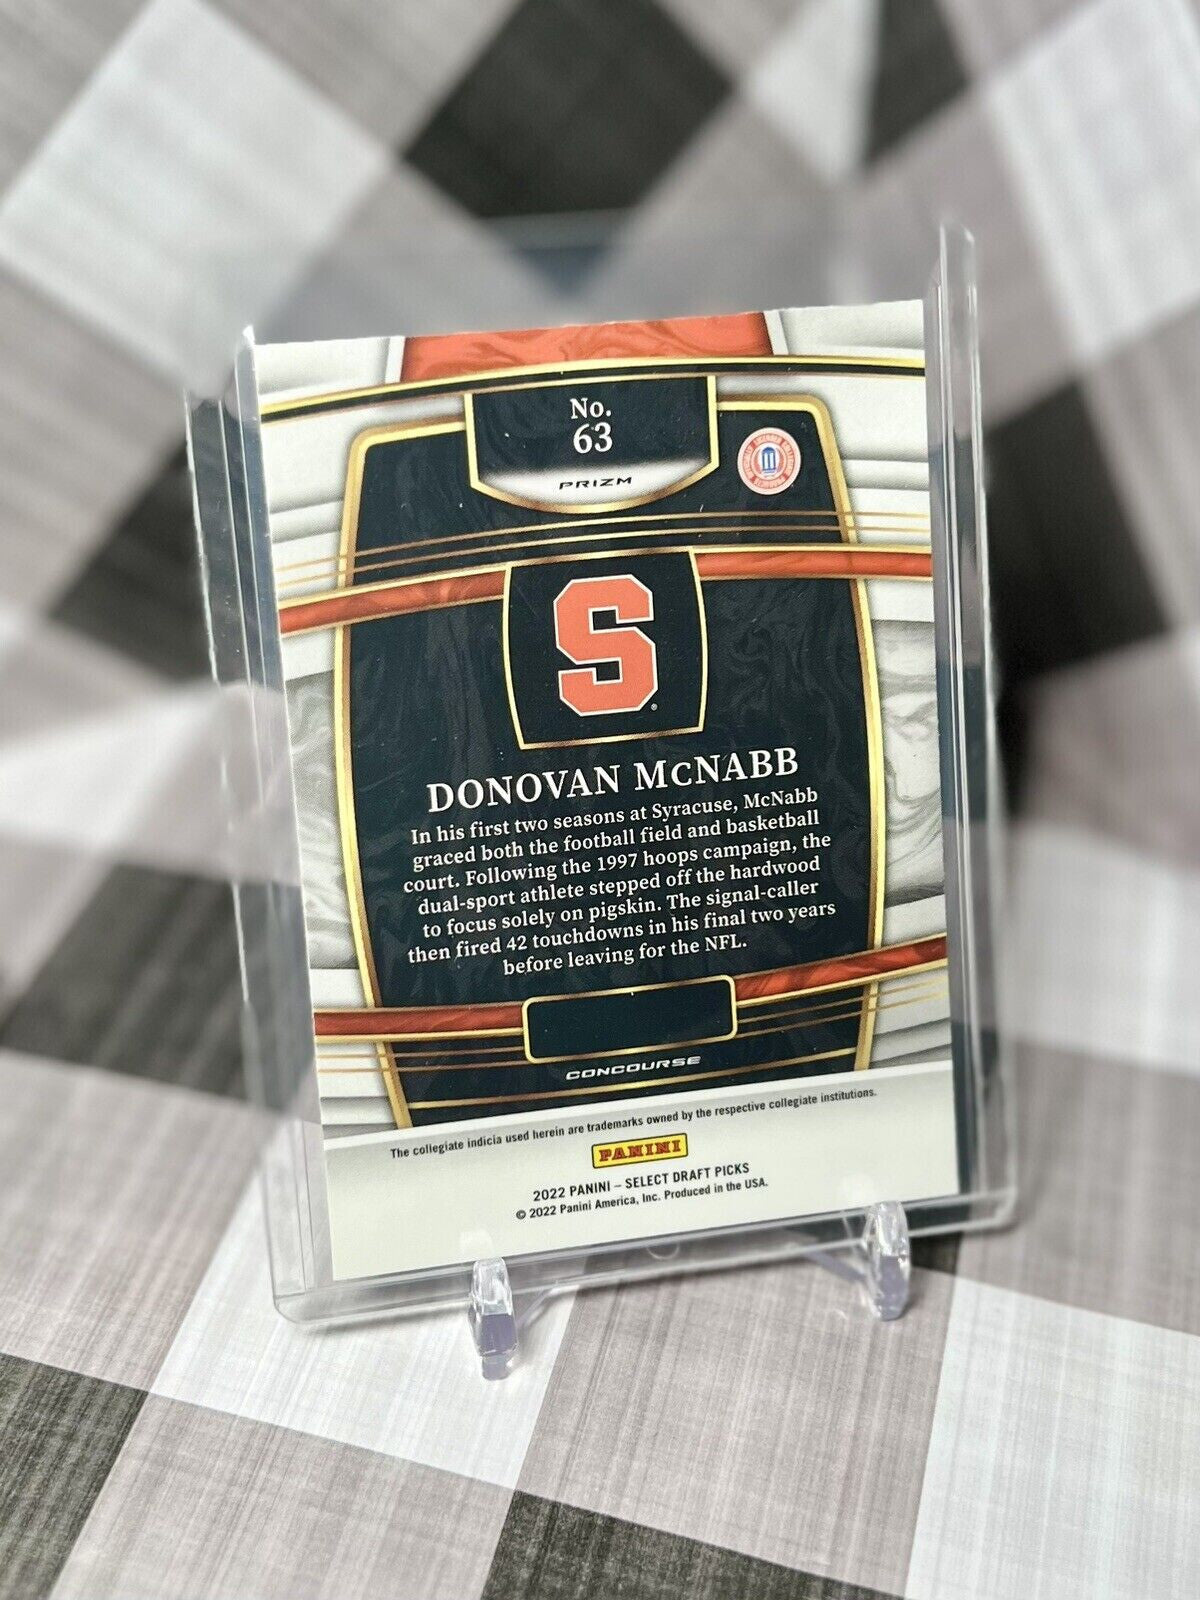 No.
63
PRIZM
OFFICIALLY LICENSED COLLEGIATE PRODUCTS
S
®
DONOVAN McNABB
In his first two seasons at Syracuse, McNabb
graced both the football field and basketball
court. Following the 1997 hoops campaign, the
dual-sport athlete stepped off the hardwood
to focus solely on pigskin. The signal-caller
then fired 42 touchdowns in his final two years
before leaving for the NFL.
CONCOURSE
The collegiate indicia used herein are trademarks owned by the respective collegiate institutions.
PANINI
2022 PANINI – SELECT DRAFT PICKS
© 2022 Panini America, Inc. Produced in the USA.